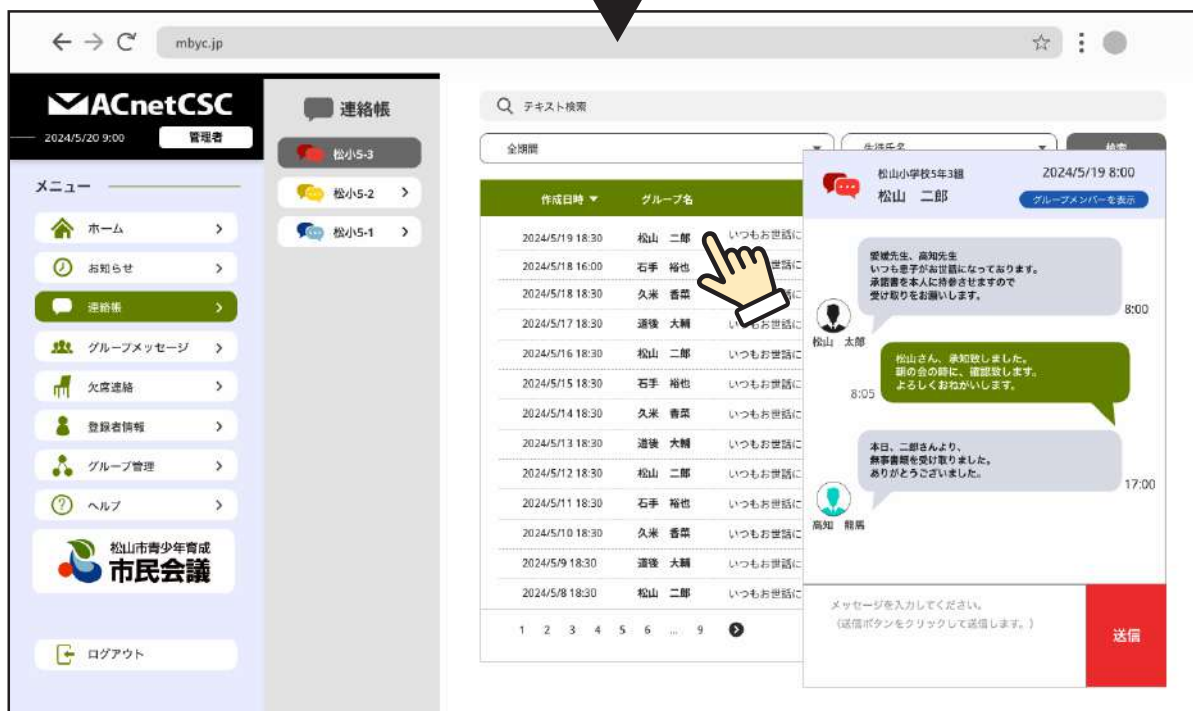 mbyc.jp
ACnetCSC
2024/5/20 9:00
管理者
メニュー
ホーム
お知らせ
連絡帳
グループメッセージ
欠席連絡
登録者情報
グループ管理
ヘルプ
松山市青少年育成
市民会議
ログアウト
連絡帳
松小5-3
松小5-2
松小5-1
テキスト検索
全期間
生徒氏名
検索
作成日時 ▼ グループ名
2024/5/19 18:30 松山 二郎 いつもお世話に
2024/5/18 16:00 石手 裕也 世話に
2024/5/18 18:30 久米 香菜
2024/5/17 18:30 道後 大輔 いつもお世話に
2024/5/16 18:30 松山 二郎 いつもお世話に
2024/5/15 18:30 石手 裕也 いつもお世話に
2024/5/14 18:30 久米 香菜 いつもお世話に
2024/5/13 18:30 道後 大輔 いつもお世話に
2024/5/12 18:30 松山 二郎 いつもお世話に
2024/5/11 18:30 石手 裕也 いつもお世話に
2024/5/10 18:30 久米 香菜 いつもお世話に
2024/5/9 18:30 道後 大輔 いつもお世話に
2024/5/8 18:30 松山 二郎 いつもお世話に
1 2 3 4 5 6 ... 9
松山小学校5年3組
松山 二郎
2024/5/19 8:00
グループメンバーを表示
愛媛先生、高知先生
いつも息子がお世話になっております。
承諾書を本人に持参させますので
受け取りをお願いします。
8:00
松山 太郎
松山さん、承知致しました。
朝の会の時に、確認致します。
よろしくおねがいします。
8:05
本日、二郎さんより、
無事書類を受け取りました。
ありがとうございました。
17:00
高知 龍馬
メッセージを入力してください。
(送信ボタンをクリックして送信します。)
送信